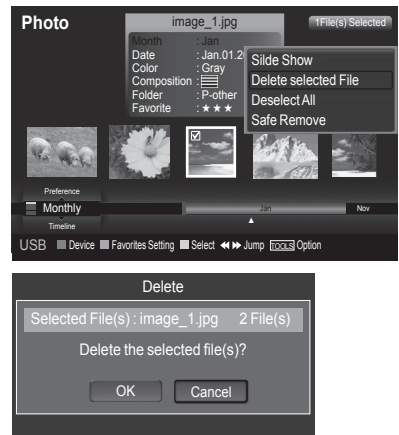 Photo
image_1.jpg
1File(s) Selected
Month : Jan
Date : Jan.01.2
Color : Gray
Composition :
Folder : P-other
Favorite : ★★★
Silde Show
Delete selected File
Deselect All
Safe Remove
Preference
Monthly
Timeline
Jan
Nov
USB Device Favorites Setting Select Jump TOOLS Option
Delete
Selected File(s) : image_1.jpg 2 File(s)
Delete the selected file(s)?
OK Cancel